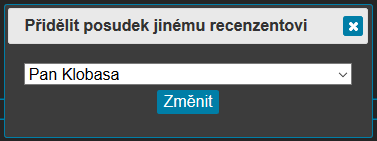 Přidělit posudek jinému recenzentovi
Pan Klobasa
Změnit